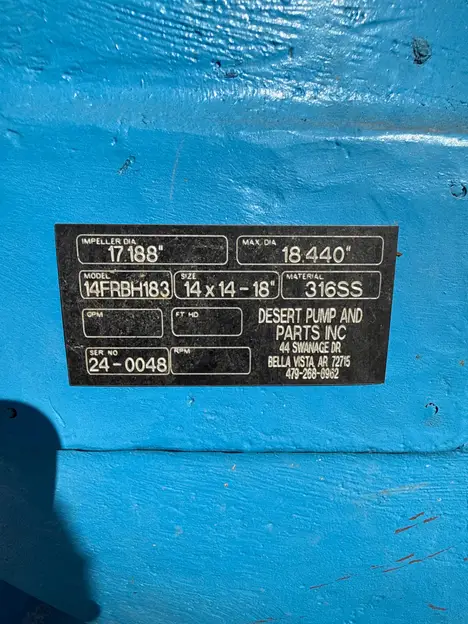 IMPELLER DIA.
17.188"
MAX. DIA.
18.440"
MODEL
14FRBH183
SIZE
14 x 14 - 18"
MATERIAL
316SS
GPM
FT HD
DESERT PUMP AND
PARTS INC
44 SWANAGE DR
BELLA VISTA, AR 72715
479-268-6962
SER. NO
24-0048
RPM